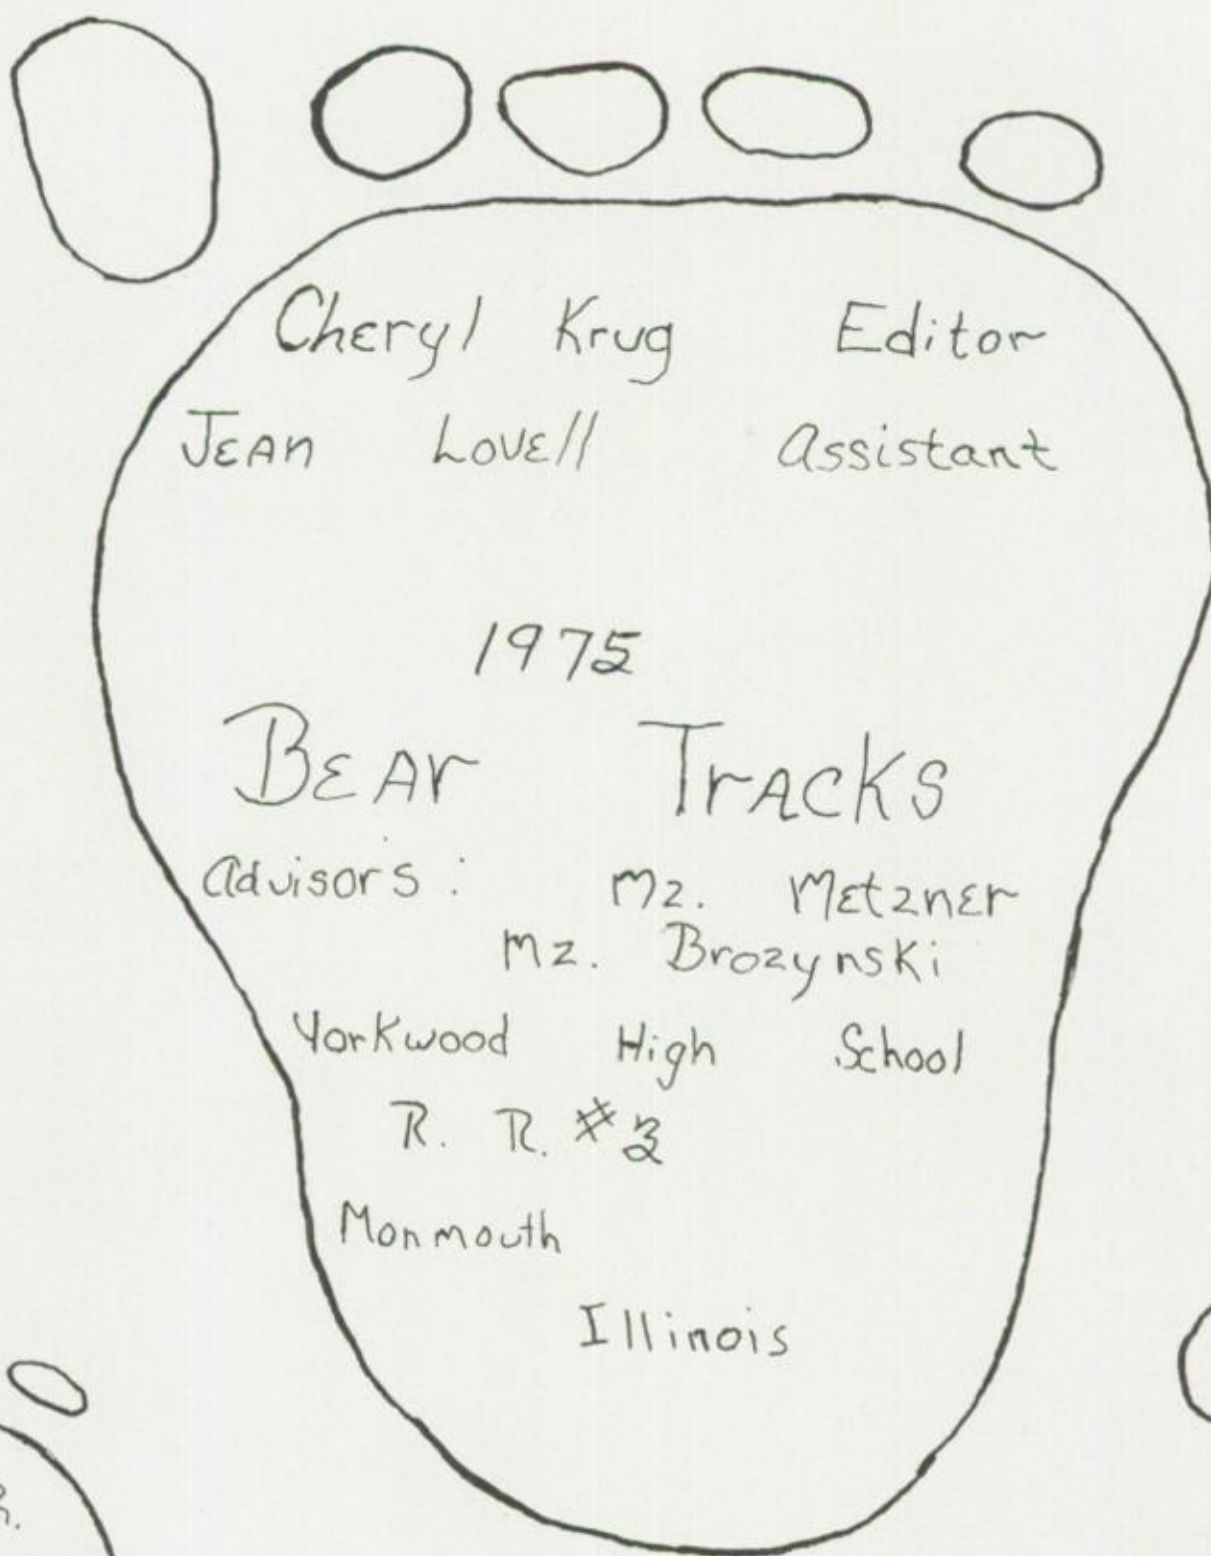 Cheryl Krug Editor
Jean Lovell Assistant
1975
Bear Tracks
Advisors: Mz. Metzner
Mz. Brozynski
Yorkwood High School
R. R. #3
Monmouth
Illinois